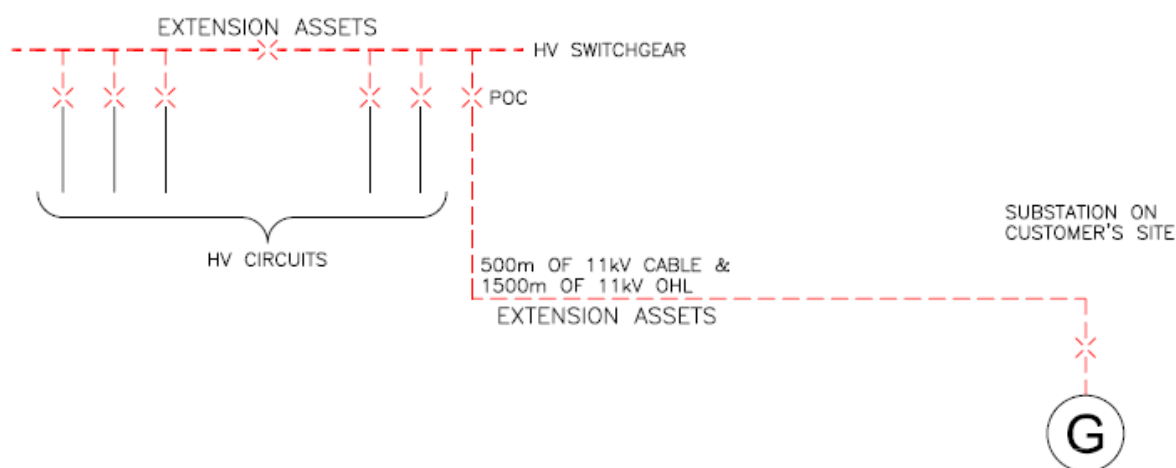 EXTENSION ASSETS
HV SWITCHGEAR
POC
HV CIRCUITS
SUBSTATION ON
CUSTOMER'S SITE
500m OF 11kV CABLE &
1500m OF 11kV OHL
EXTENSION ASSETS
G